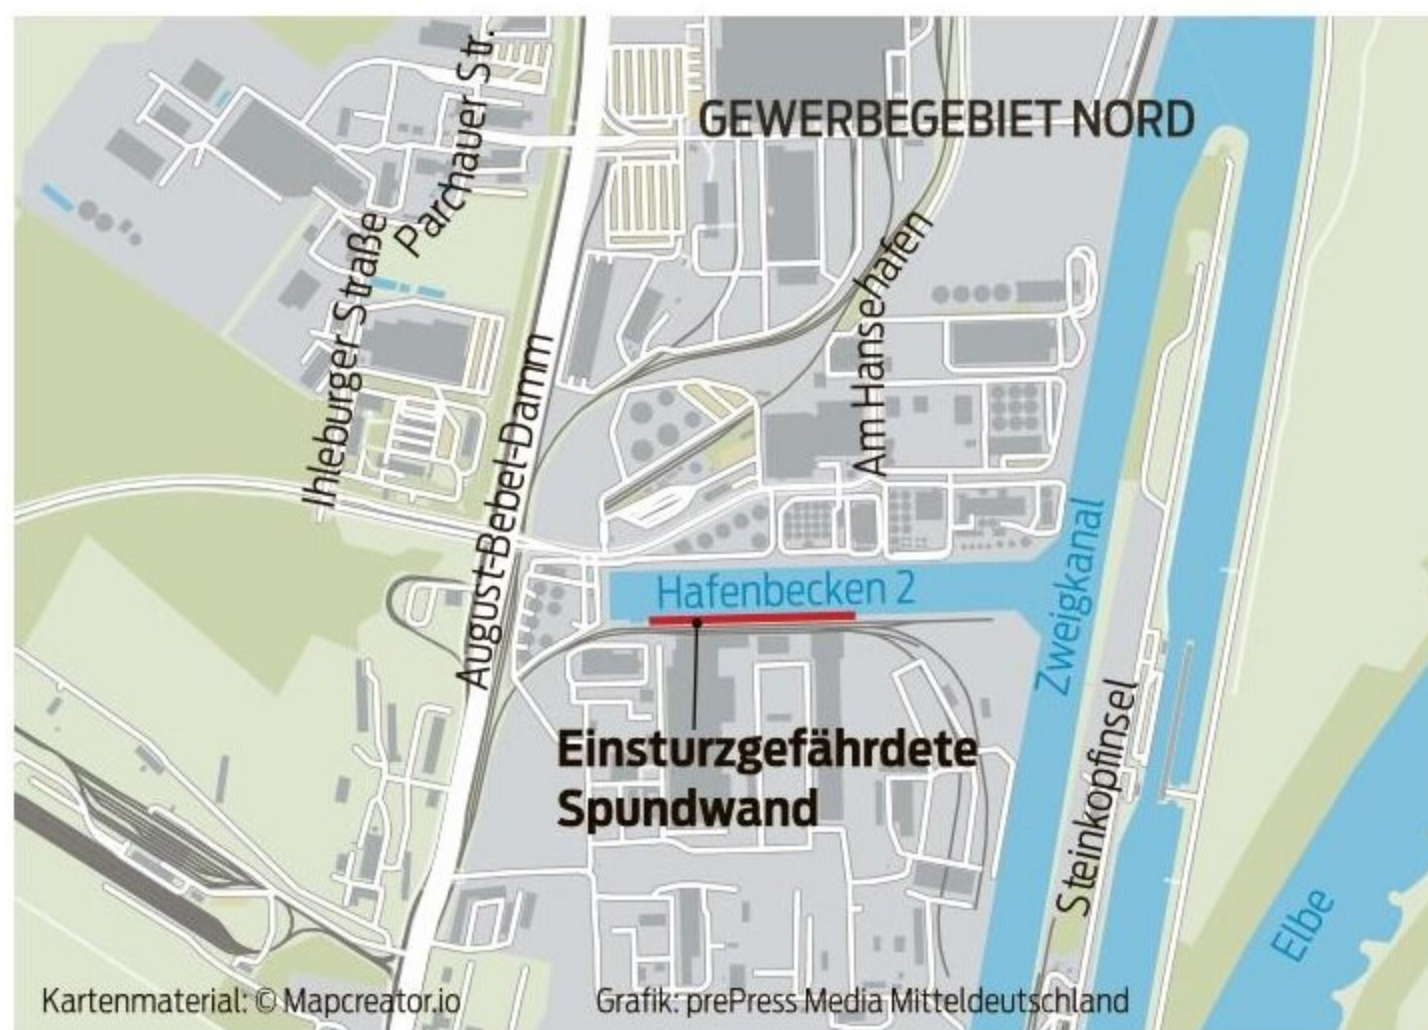 Parchauer Str.
GEWERBEGEBIET NORD
Ihleburger Straße
Am Hansehafen
August-Bebel-Damm
Hafenbecken 2
Zweigkanal
Einsturzgefährdete
Spundwand
Steinkopfinsel
Elbe
Kartenmaterial: © Mapcreator.io
Grafik: prePress Media Mitteldeutschland